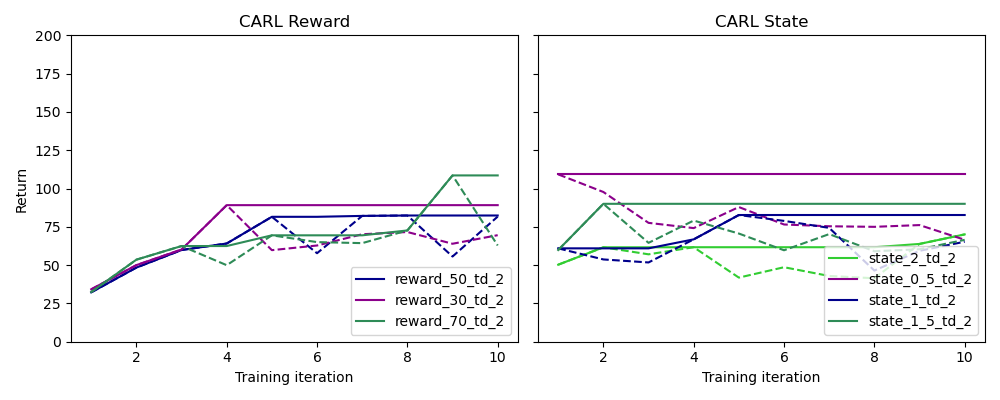 CARL Reward
CARL State
200
175
150
125
100
75
50
25
0
Return
reward_50_td_2
reward_30_td_2
reward_70_td_2
state_2_td_2
state_0_5_td_2
state_1_td_2
state_1_5_td_2
2 4 6 8 10
2 4 6 8 10
Training iteration
Training iteration